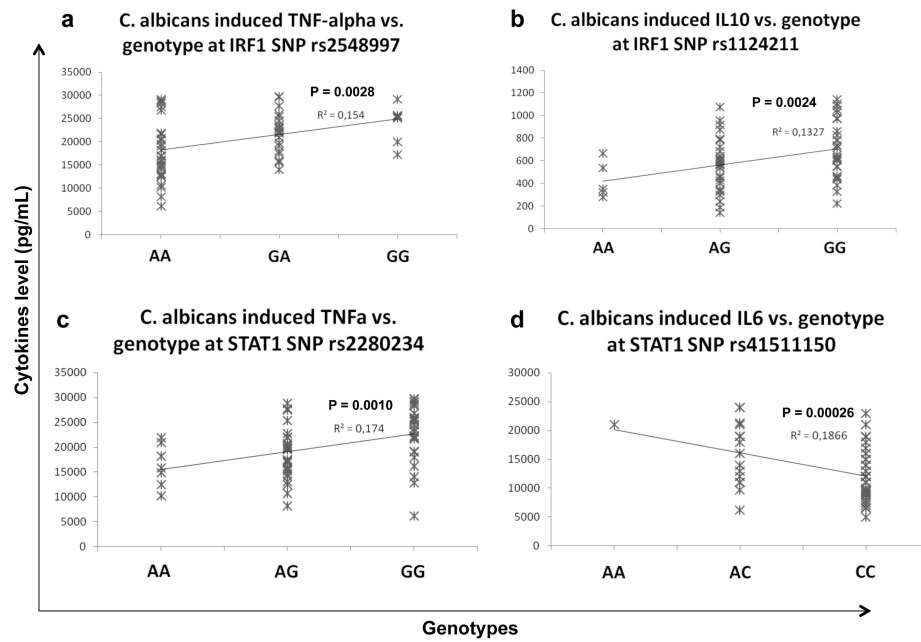 a
C. albicans induced TNF-alpha vs.
genotype at IRF1 SNP rs2548997
35000
30000
25000
20000
15000
10000
5000
0
P = 0.0028
R² = 0,154
AA GA GG
b
C. albicans induced IL10 vs. genotype
at IRF1 SNP rs1124211
1400
1200
1000
800
600
400
200
0
P = 0.0024
R² = 0,1327
AA AG GG
c
C. albicans induced TNFa vs.
genotype at STAT1 SNP rs2280234
35000
30000
25000
20000
15000
10000
5000
0
P = 0.0010
R² = 0,174
AA AG GG
d
C. albicans induced IL6 vs. genotype
at STAT1 SNP rs41511150
30000
25000
20000
15000
10000
5000
0
P = 0.00026
R² = 0,1866
AA AC CC
Cytokines level (pg/mL)
Genotypes